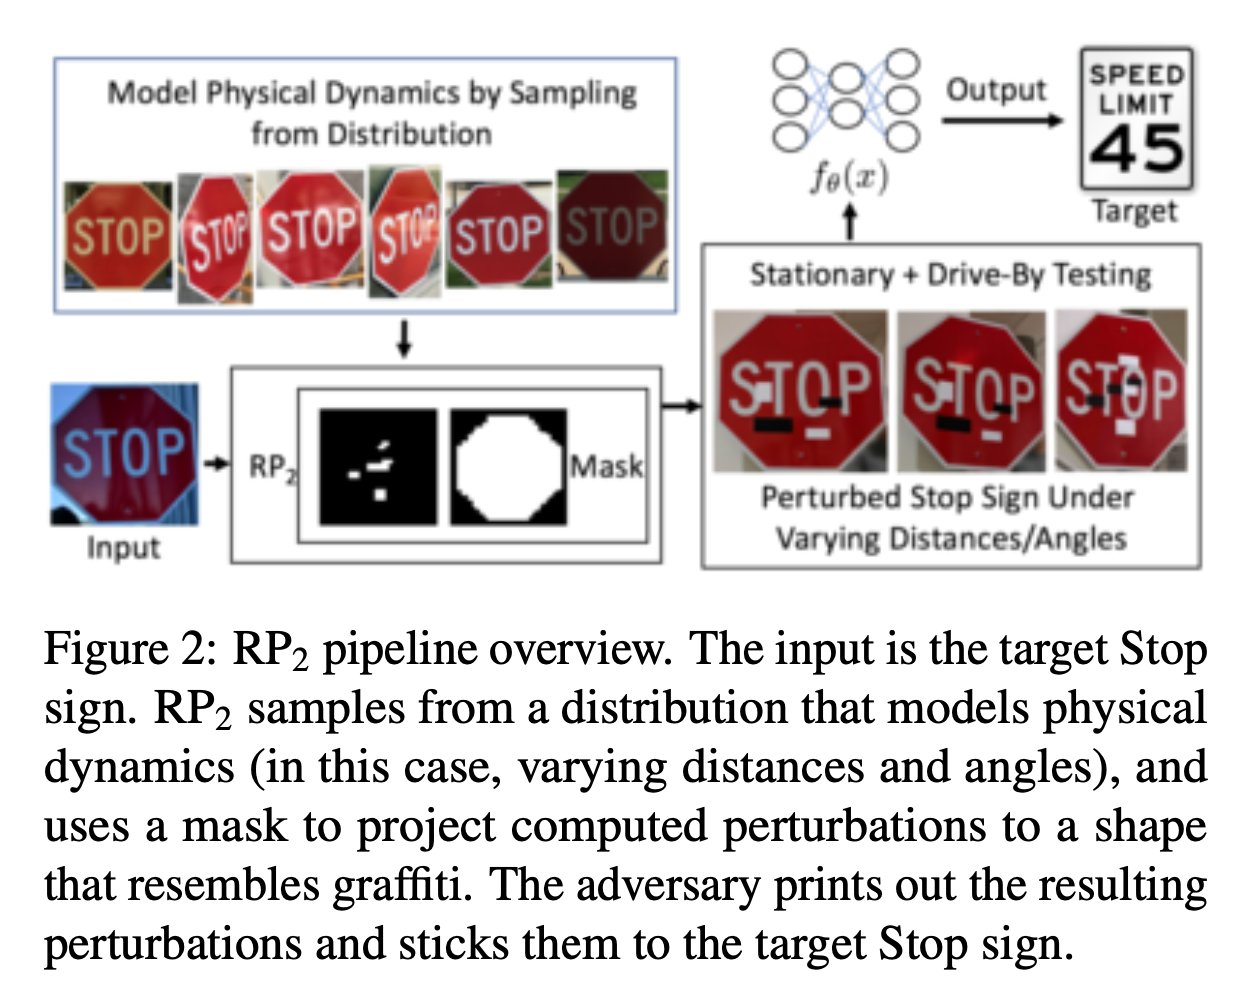 Model Physical Dynamics by Sampling
from Distribution
STOP
STOP
STOP
STOP
STOP
STOP
Output
SPEED
LIMIT
45
fθ(x)
Target
Stationary + Drive-By Testing
STOP
STOP
STOP
Perturbed Stop Sign Under
Varying Distances/Angles
STOP
Input
RP₂
Mask
Figure 2: RP₂ pipeline overview. The input is the target Stop
sign. RP₂ samples from a distribution that models physical
dynamics (in this case, varying distances and angles), and
uses a mask to project computed perturbations to a shape
that resembles graffiti. The adversary prints out the resulting
perturbations and sticks them to the target Stop sign.